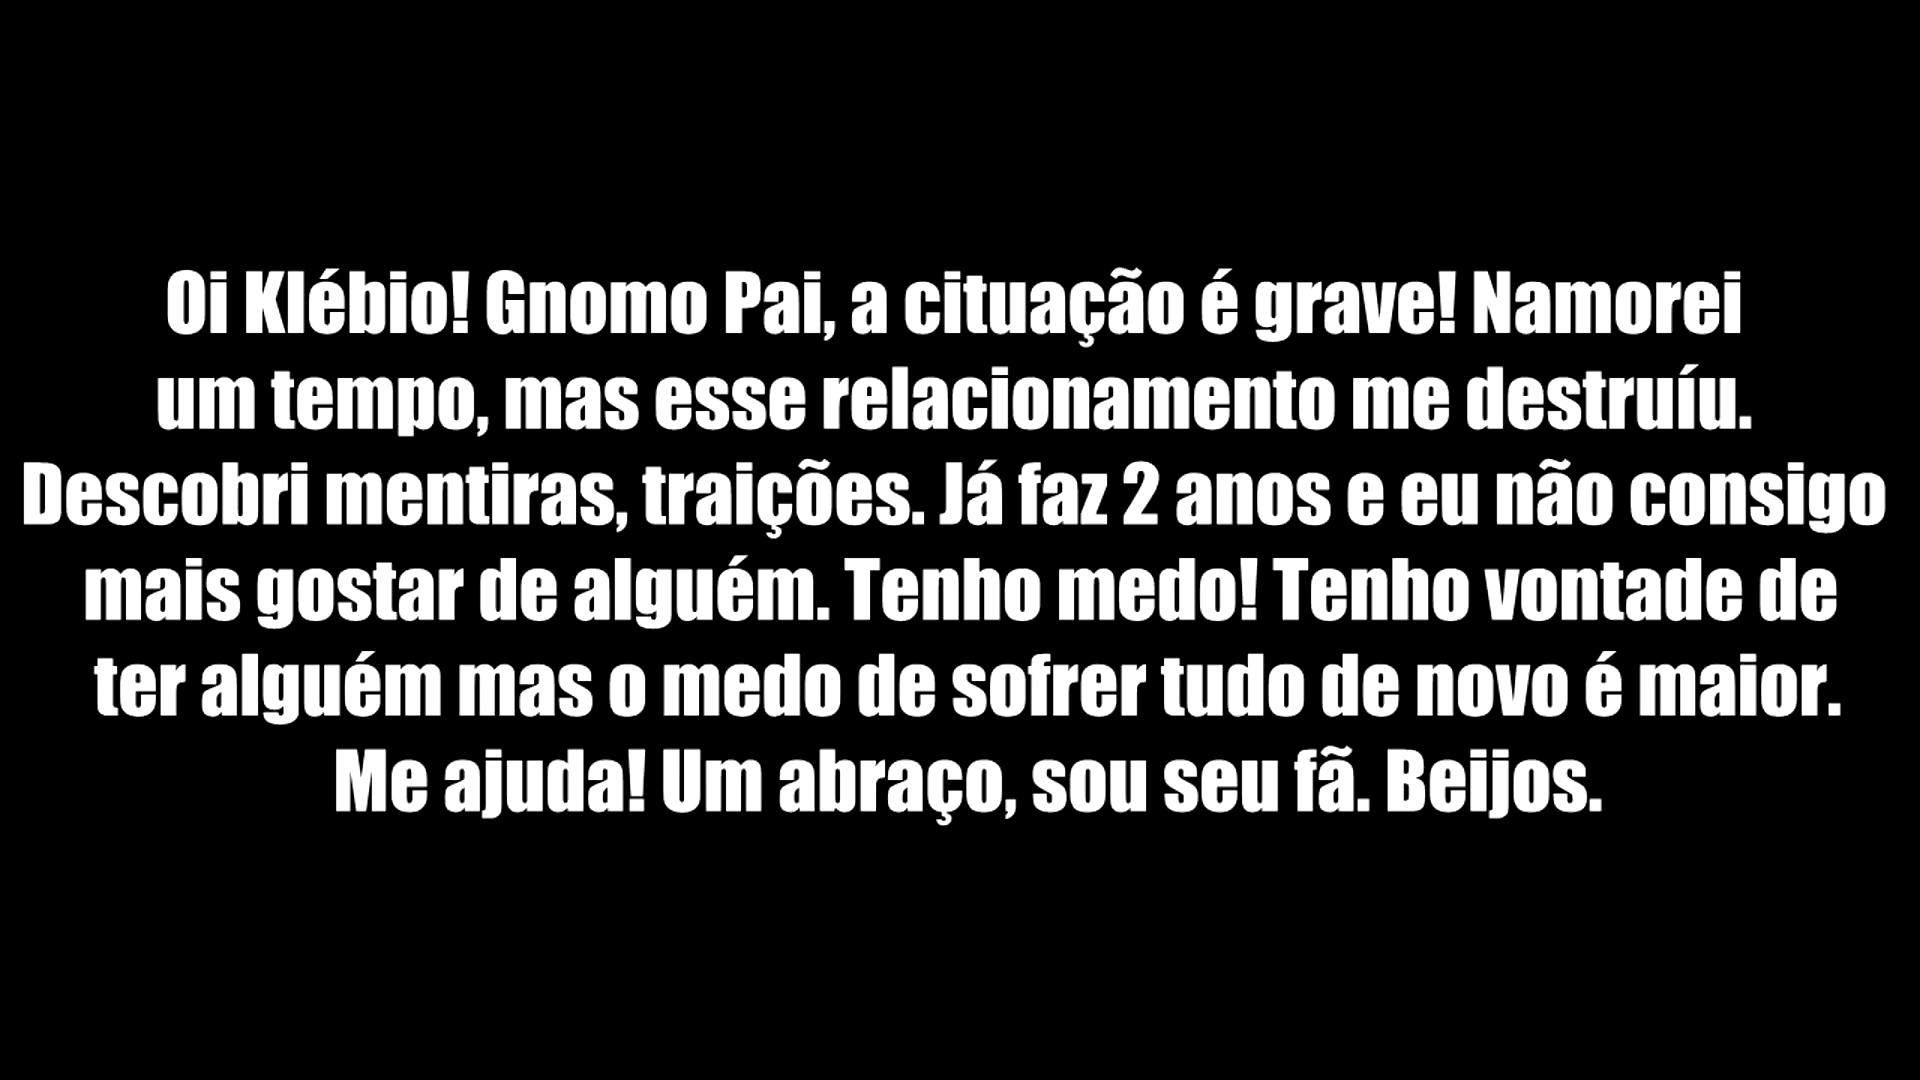 Oi Klébio! Gnomo Pai, a cituação é grave! Namorei
um tempo, mas esse relacionamento me destruíu.
Descobri mentiras, traições. Já faz 2 anos e eu não consigo
mais gostar de alguém. Tenho medo! Tenho vontade de
ter alguém mas o medo de sofrer tudo de novo é maior.
Me ajuda! Um abraço, sou seu fã. Beijos.